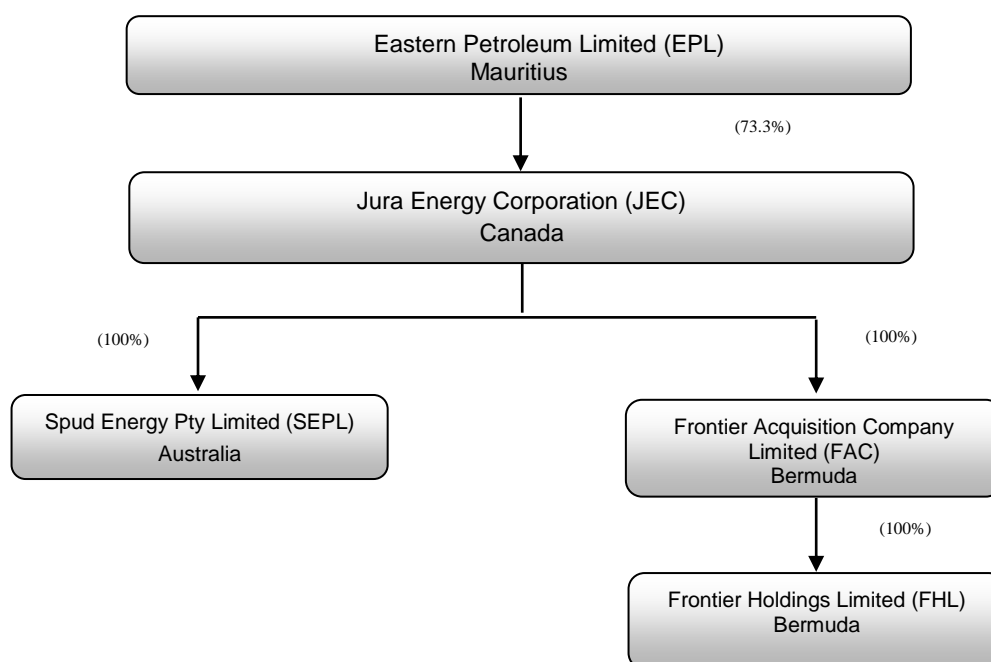 Eastern Petroleum Limited (EPL)
Mauritius
(73.3%)
Jura Energy Corporation (JEC)
Canada
(100%)
(100%)
Spud Energy Pty Limited (SEPL)
Australia
Frontier Acquisition Company
Limited (FAC)
Bermuda
(100%)
Frontier Holdings Limited (FHL)
Bermuda